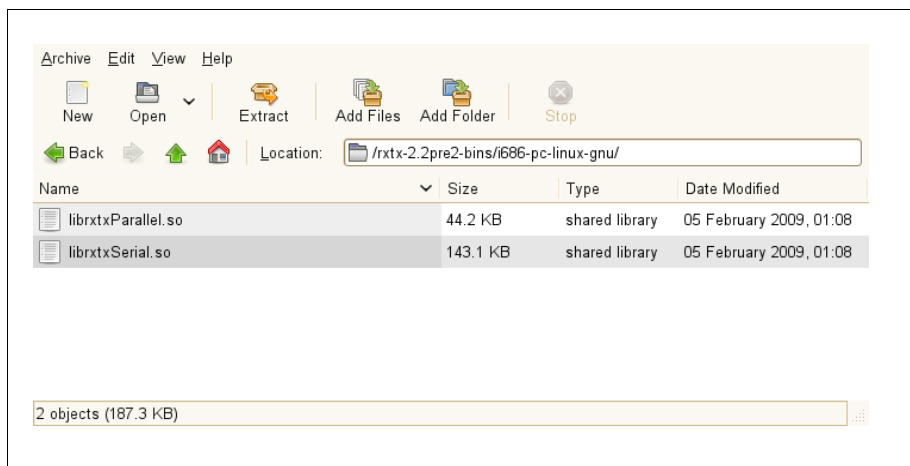 Archive Edit View Help
New Open Extract Add Files Add Folder Stop
Back Location: /rxtx-2.2pre2-bins/i686-pc-linux-gnu/
Name Size Type Date Modified
librxtxParallel.so 44.2 KB shared library 05 February 2009, 01:08
librxtxSerial.so 143.1 KB shared library 05 February 2009, 01:08
2 objects (187.3 KB)